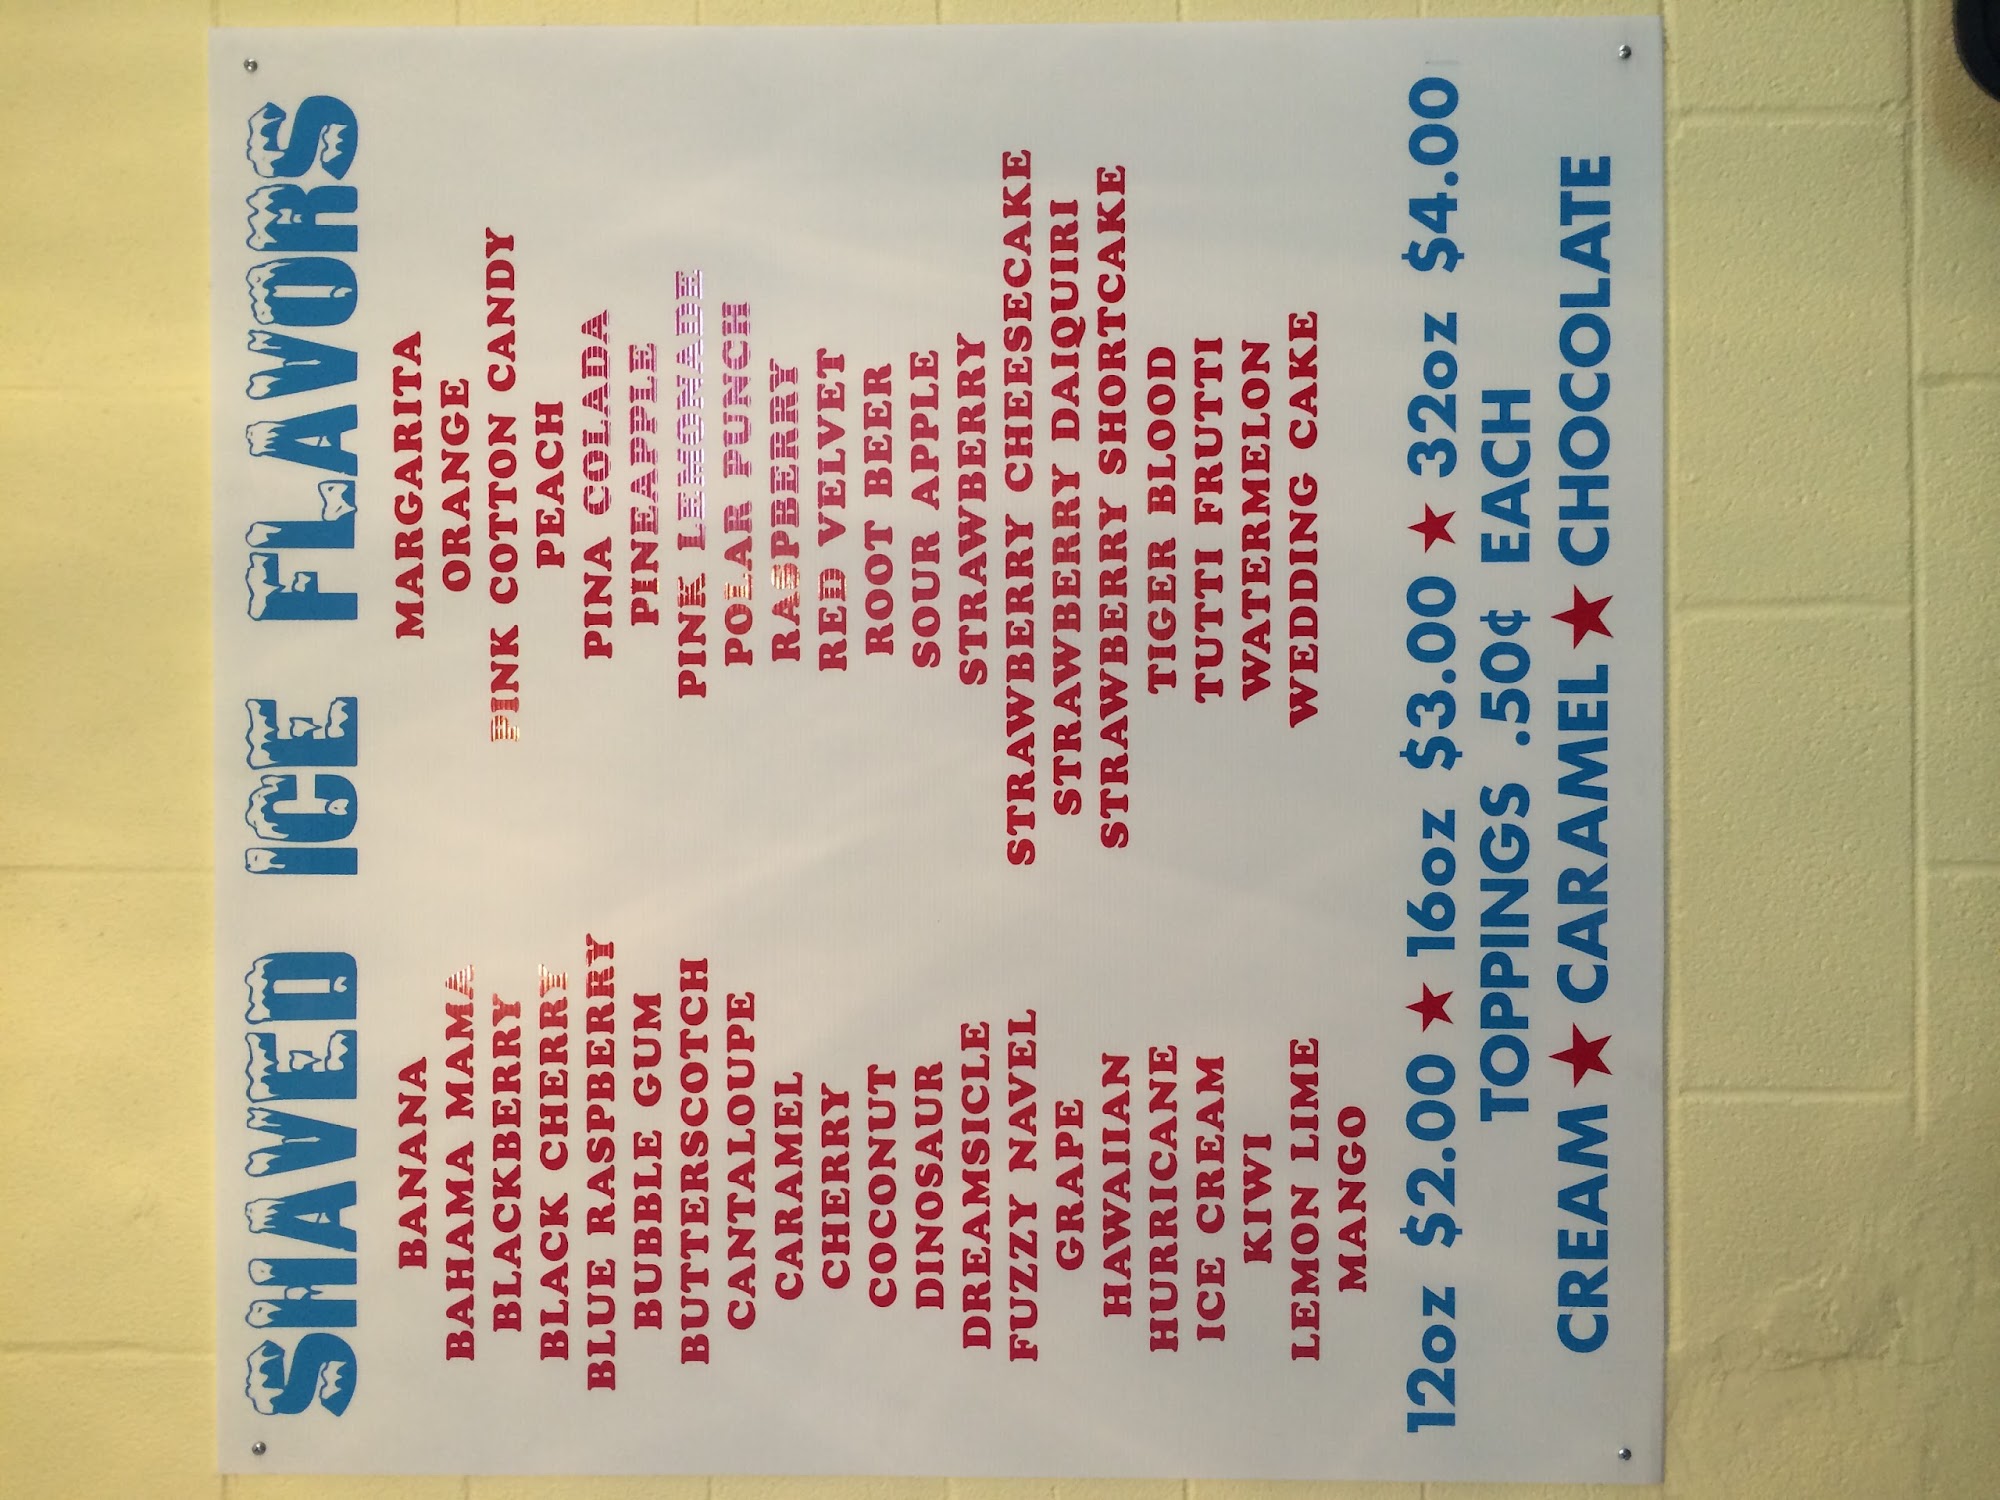 SHAVED ICE FLAVORS
BANANA
BAHAMA MAMA
BLACKBERRY
BLACK CHERRY
BLUE RASPBERRY
BUBBLE GUM
BUTTERSCOTCH
CANTALOUPE
CARAMEL
CHERRY
COCONUT
DINOSAUR
DREAMSICLE
FUZZY NAVEL
GRAPE
HAWAIIAN
HURRICANE
ICE CREAM
KIWI
LEMON LIME
MANGO
MARGARITA
ORANGE
PINK COTTON CANDY
PEACH
PINA COLADA
PINEAPPLE
PINK LEMONADE
POLAR PUNCH
RASPBERRY
RED VELVET
ROOT BEER
SOUR APPLE
STRAWBERRY
STRAWBERRY CHEESECAKE
STRAWBERRY DAIQUIRI
STRAWBERRY SHORTCAKE
TIGER BLOOD
TUTTI FRUTTI
WATERMELON
WEDDING CAKE
12oz $2.00 ★ 16oz $3.00 ★ 32oz $4.00
TOPPINGS .50¢ EACH
CREAM ★ CARAMEL ★ CHOCOLATE